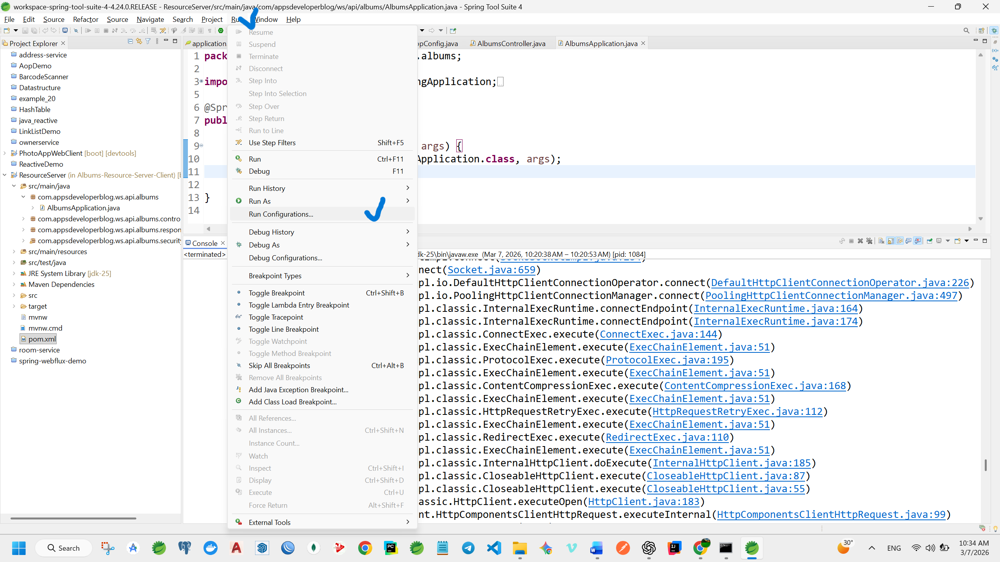 workspace-spring-tool-suite-4-4.24.0.RELEASE - ResourceServer/src/main/java/com/appsdeveloperblog/ws/api/albums/AlbumsApplication.java - Spring Tool Suite 4
File Edit Source Refactor Source Navigate Search Project Window Help
Project Explorer
address-service
AopDemo
BarcodeScanner
Datastructure
example_20
HashTable
java_reactive
LinkListDemo
ownerservice
PhotoAppWebClient [boot] [devtools]
ReactiveDemo
ResourceServer (in Albums-Resource-Server-Client) [b
src/main/java
com.appsdeveloperblog.ws.api.albums
AlbumsApplication.java
com.appsdeveloperblog.ws.api.albums.contro
com.appsdeveloperblog.ws.api.albums.respon
com.appsdeveloperblog.ws.api.albums.security
src/main/resources
src/test/java
JRE System Library [jdk-25]
Maven Dependencies
src
target
mvnw
mvnw.cmd
pom.xml
room-service
spring-webflux-demo
Resume
Suspend
Terminate
Disconnect
Step Into
Step Into Selection
Step Over
Step Return
Run to Line
Use Step Filters Shift+F5
Run Ctrl+F11
Debug F11
Run History
Run As
Run Configurations...
Debug History
Debug As
Debug Configurations...
Breakpoint Types
Toggle Breakpoint Ctrl+Shift+B
Toggle Lambda Entry Breakpoint
Toggle Tracepoint
Toggle Line Breakpoint
Toggle Watchpoint
Toggle Method Breakpoint
Skip All Breakpoints Ctrl+Alt+B
Remove All Breakpoints
Add Java Exception Breakpoint...
Add Class Load Breakpoint...
All References...
All Instances... Ctrl+Shift+N
Instance Count...
Watch
Inspect Ctrl+Shift+I
Display Ctrl+Shift+D
Execute Ctrl+U
Force Return Alt+Shift+F
External Tools
application. ppConfig.java AlbumsController.java AlbumsApplication.java
1 pack .albums;
2
3 impo ngApplication;
5
6 @Spr
7 publ
8
9 args) {
10 Application.class, args);
11
12
13 }
14
Console
<terminated> dk-25\bin\javaw.exe (Mar 7, 2026, 10:20:38 AM – 10:20:53 AM) [pid: 1084]
nect(Socket.java:659)
pl.io.DefaultHttpClientConnectionOperator.connect(DefaultHttpClientConnectionOperator.java:226)
pl.io.PoolingHttpClientConnectionManager.connect(PoolingHttpClientConnectionManager.java:497)
pl.classic.InternalExecRuntime.connectEndpoint(InternalExecRuntime.java:164)
pl.classic.InternalExecRuntime.connectEndpoint(InternalExecRuntime.java:174)
pl.classic.ConnectExec.execute(ConnectExec.java:144)
pl.classic.ExecChainElement.execute(ExecChainElement.java:51)
pl.classic.ProtocolExec.execute(ProtocolExec.java:195)
pl.classic.ExecChainElement.execute(ExecChainElement.java:51)
pl.classic.ContentCompressionExec.execute(ContentCompressionExec.java:168)
pl.classic.ExecChainElement.execute(ExecChainElement.java:51)
pl.classic.HttpRequestRetryExec.execute(HttpRequestRetryExec.java:112)
pl.classic.ExecChainElement.execute(ExecChainElement.java:51)
pl.classic.RedirectExec.execute(RedirectExec.java:110)
pl.classic.ExecChainElement.execute(ExecChainElement.java:51)
pl.classic.InternalHttpClient.doExecute(InternalHttpClient.java:185)
pl.classic.CloseableHttpClient.execute(CloseableHttpClient.java:87)
pl.classic.CloseableHttpClient.execute(CloseableHttpClient.java:55)
assic.HttpClient.executeOpen(HttpClient.java:183)
nt.HttpComponentsClientHttpRequest.executeInternal(HttpComponentsClientHttpRequest.java:99)
Search
30°
ENG
10:34 AM
3/7/2026